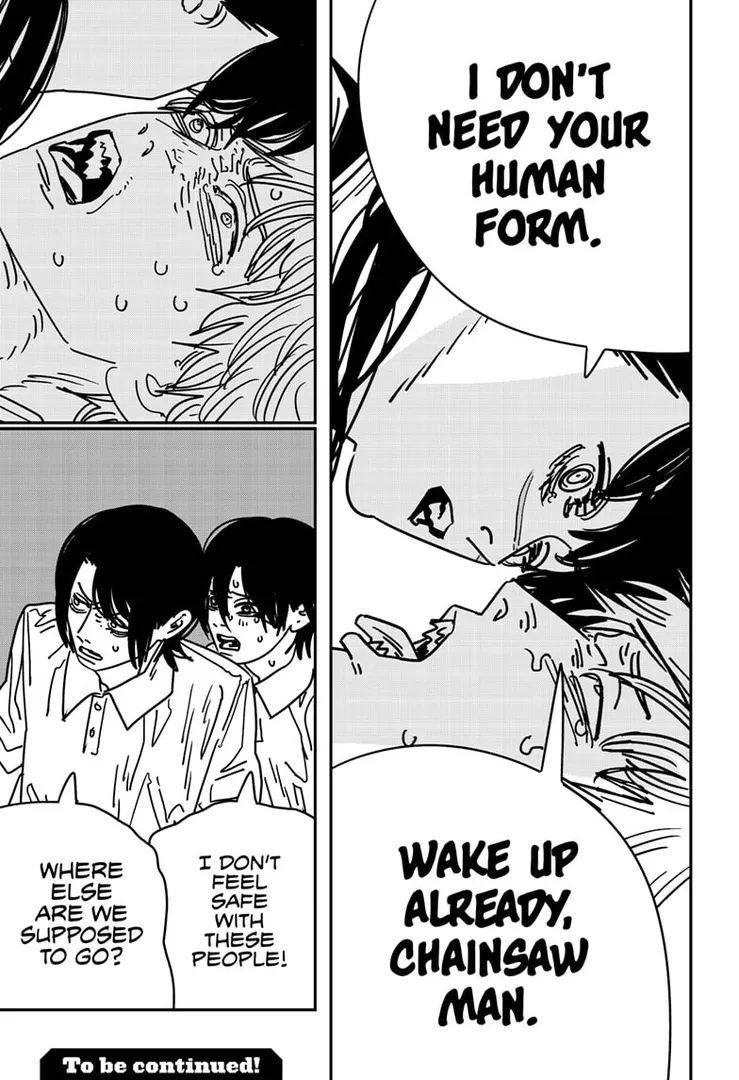 I DON'T
NEED YOUR
HUMAN
FORM.
WAKE UP
ALREADY,
CHAINSAW
MAN.
I DON'T
FEEL
SAFE
WITH
THESE
PEOPLE!
WHERE
ELSE
ARE WE
SUPPOSED
TO GO?
To be continued!